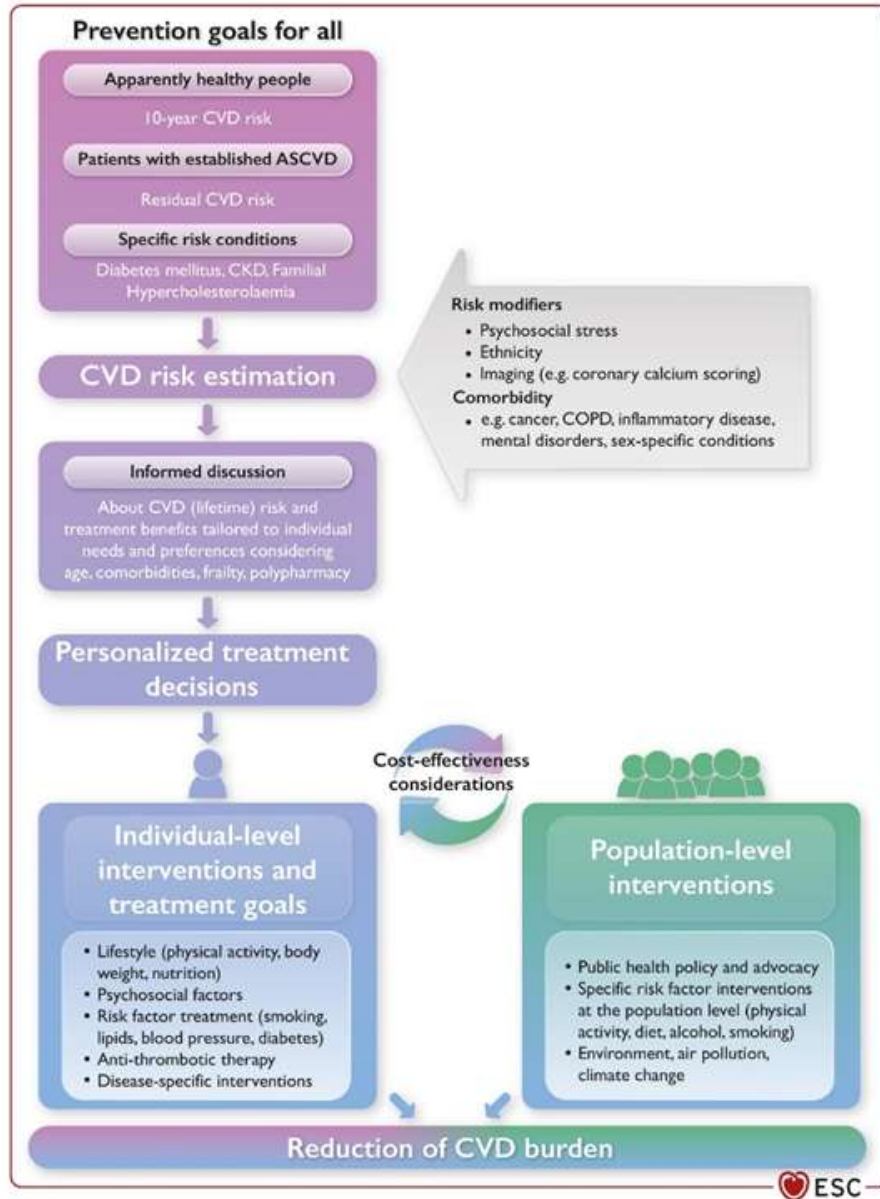 Prevention goals for all
Apparently healthy people
10-year CVD risk
Patients with established ASCVD
Residual CVD risk
Specific risk conditions
Diabetes mellitus, CKD, Familial
Hypercholesterolaemia
Risk modifiers
• Psychosocial stress
• Ethnicity
• Imaging (e.g. coronary calcium scoring)
Comorbidity
• e.g. cancer, COPD, inflammatory disease,
mental disorders, sex-specific conditions
CVD risk estimation
Informed discussion
About CVD (lifetime) risk and
treatment benefits tailored to individual
needs and preferences considering
age, comorbidities, frailty, polypharmacy
Personalized treatment
decisions
Cost-effectiveness
considerations
Individual-level
interventions and
treatment goals
• Lifestyle (physical activity, body
weight, nutrition)
• Psychosocial factors
• Risk factor treatment (smoking,
lipids, blood pressure, diabetes)
• Anti-thrombotic therapy
• Disease-specific interventions
Population-level
interventions
• Public health policy and advocacy
• Specific risk factor interventions
at the population level (physical
activity, diet, alcohol, smoking)
• Environment, air pollution,
climate change
Reduction of CVD burden
ESC